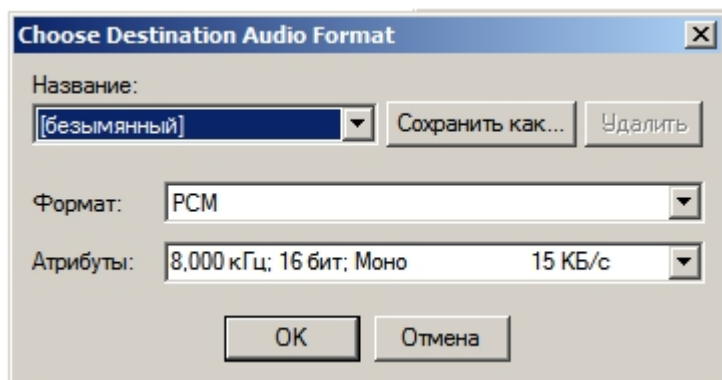 Choose Destination Audio Format
Название:
[безымянный] Сохранить как... Удалить
Формат: PCM
Атрибуты: 8,000 кГц; 16 бит; Моно 15 КБ/с
OK Отмена